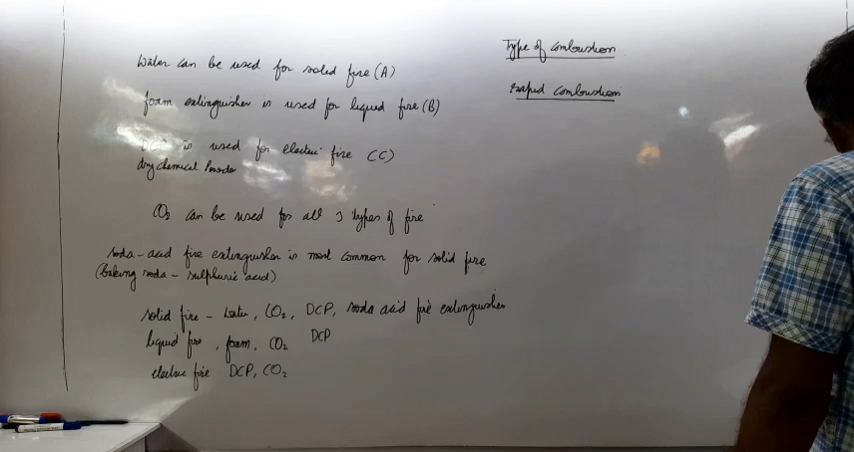 Water can be used for solid fire (A)
foam extinguisher is used for liquid fire (B)
DCP is used for electric fire (C)
dry chemical Powder
CO₂ can be used for all 3 types of fire
soda-acid fire extinguisher is most common for solid fire
(baking soda - sulphuric acid)
solid fire - water, CO₂, DCP, soda acid fire extinguisher
liquid fire, foam, CO₂ DCP
electric fire DCP, CO₂
Type of combustion
Rapid combustion